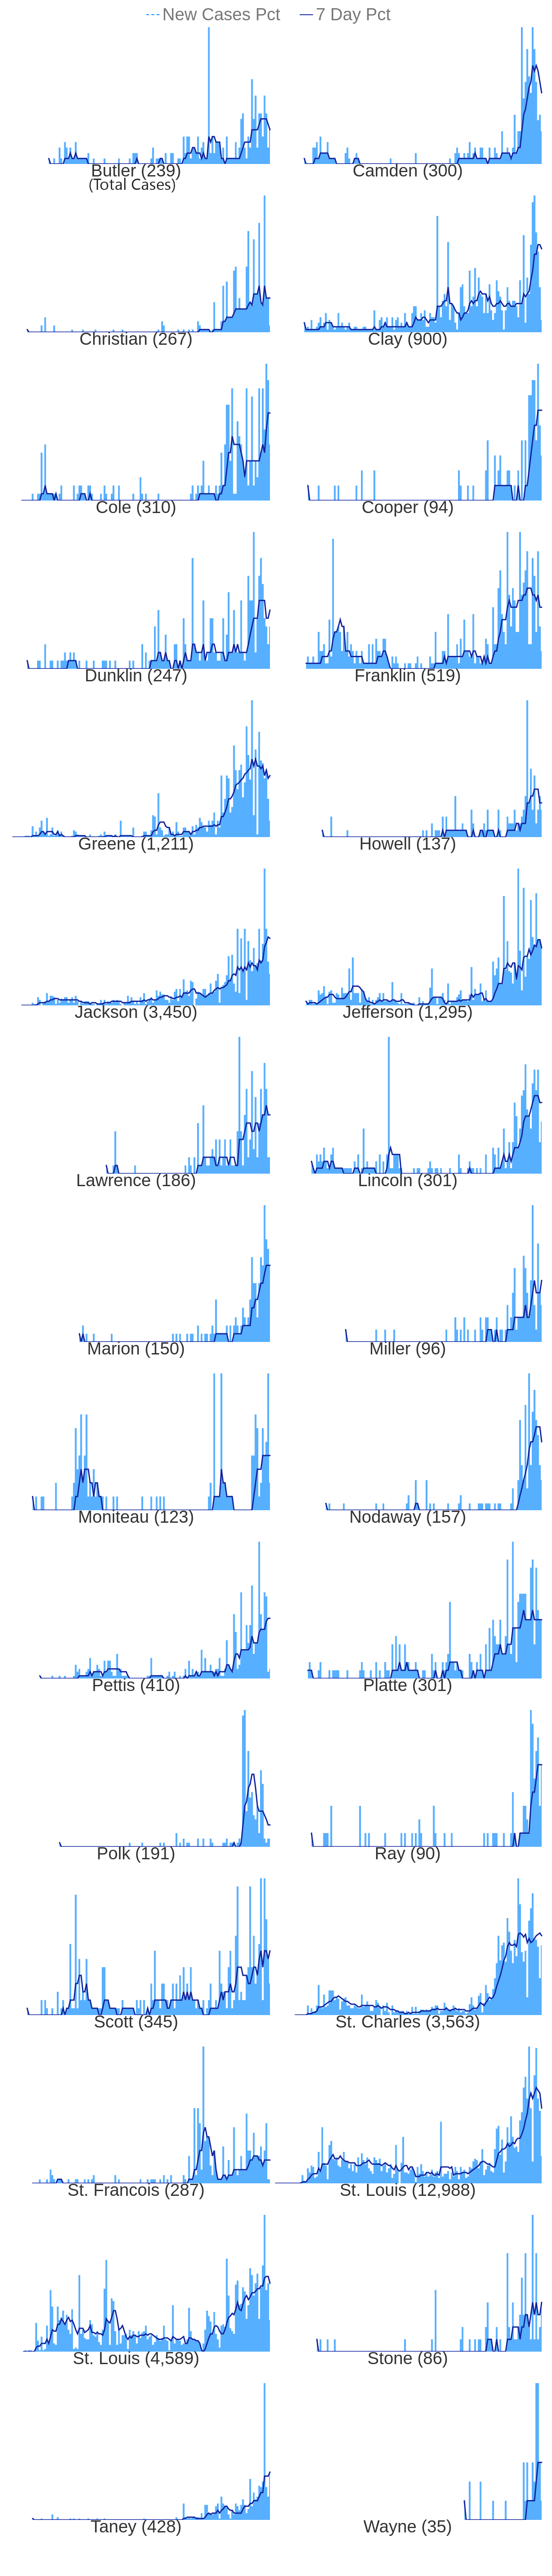 New Cases Pct 7 Day Pct
Butler (239) Camden (300)
(Total Cases)
Christian (267) Clay (900)
Cole (310) Cooper (94)
Dunklin (247) Franklin (519)
Greene (1,211) Howell (137)
Jackson (3,450) Jefferson (1,295)
Lawrence (186) Lincoln (301)
Marion (150) Miller (96)
Moniteau (123) Nodaway (157)
Pettis (410) Platte (301)
Polk (191) Ray (90)
Scott (345) St. Charles (3,563)
St. Francois (287) St. Louis (12,988)
St. Louis (4,589) Stone (86)
Taney (428) Wayne (35)